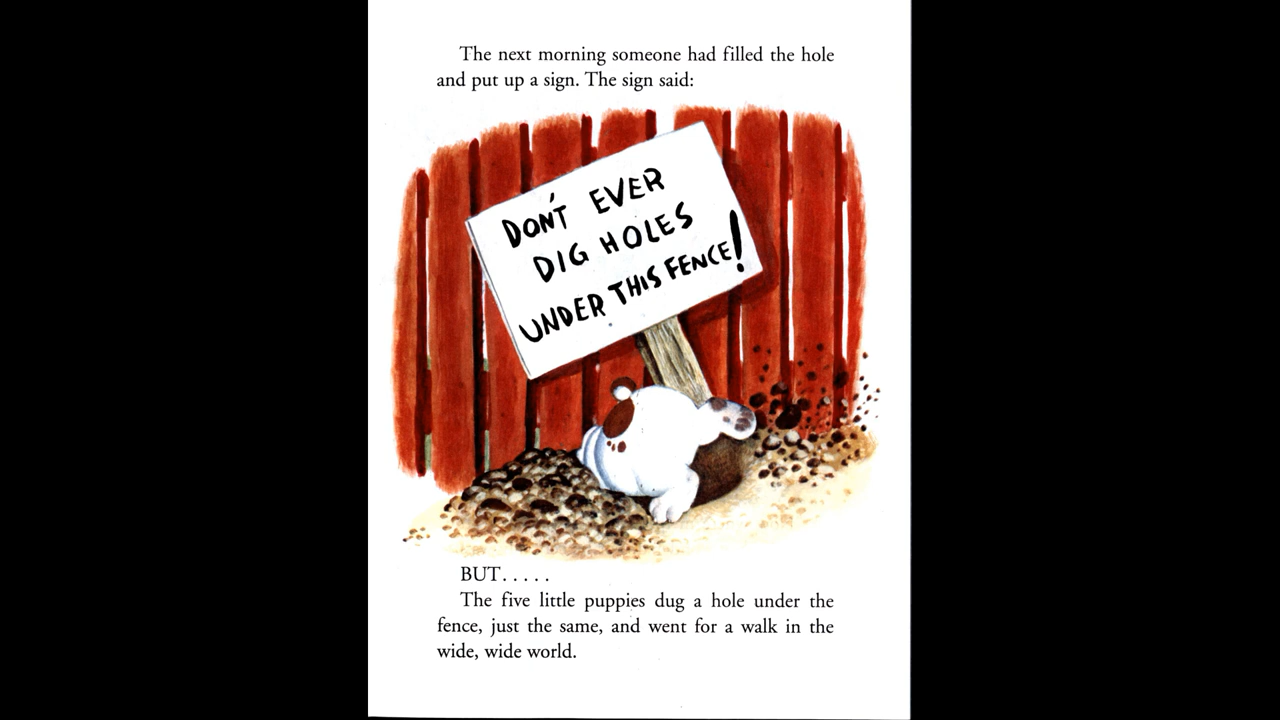 The next morning someone had filled the hole
and put up a sign. The sign said:
DON'T EVER
DIG HOLES
UNDER THIS FENCE!
BUT.....
The five little puppies dug a hole under the
fence, just the same, and went for a walk in the
wide, wide world.